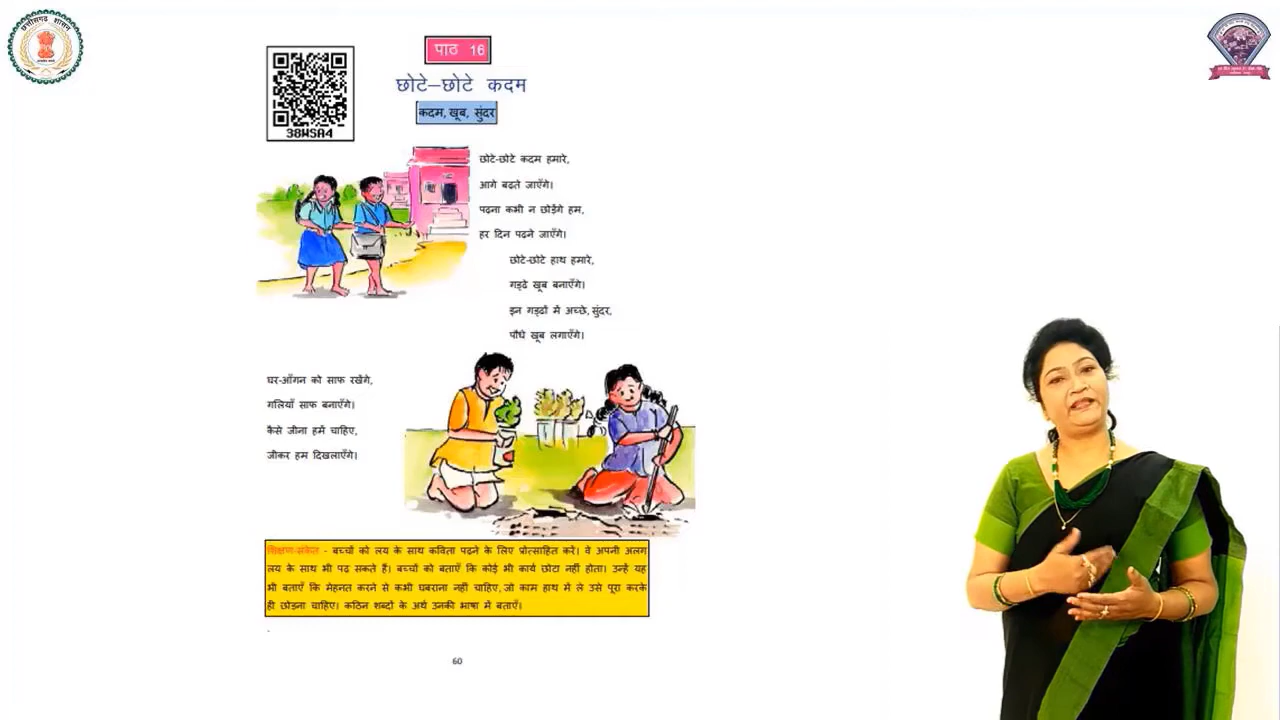 छत्तीसगढ़ शासन
पाठ 16
छोटे–छोटे कदम
कदम, खूब, सुंदर
38WSA4
छोटे-छोटे कदम हमारे,
आगे बढ़ते जाएँगे।
पढ़ना कभी न छोड़ेंगे हम,
हर दिन पढ़ने जाएँगे।
छोटे-छोटे हाथ हमारे,
गड्ढे खूब बनाएँगे।
इन गड्ढों में अच्छे, सुंदर,
पौधे खूब लगाएँगे।
घर-आँगन को साफ रखेंगे,
गलियाँ साफ बनाएँगे।
कैसे जीना हमें चाहिए,
जीकर हम दिखलाएँगे।
शिक्षण-संकेत - बच्चों को लय के साथ कविता पढ़ने के लिए प्रोत्साहित करें। वे अपनी अलग
लय के साथ भी पढ़ सकते हैं। बच्चों को बताएँ कि कोई भी कार्य छोटा नहीं होता। उन्हें यह
भी बताएँ कि मेहनत करने से कभी घबराना नहीं चाहिए, जो काम हाथ में ले उसे पूरा करके
ही छोड़ना चाहिए। कठिन शब्दों के अर्थ उनकी भाषा में बताएँ।
60